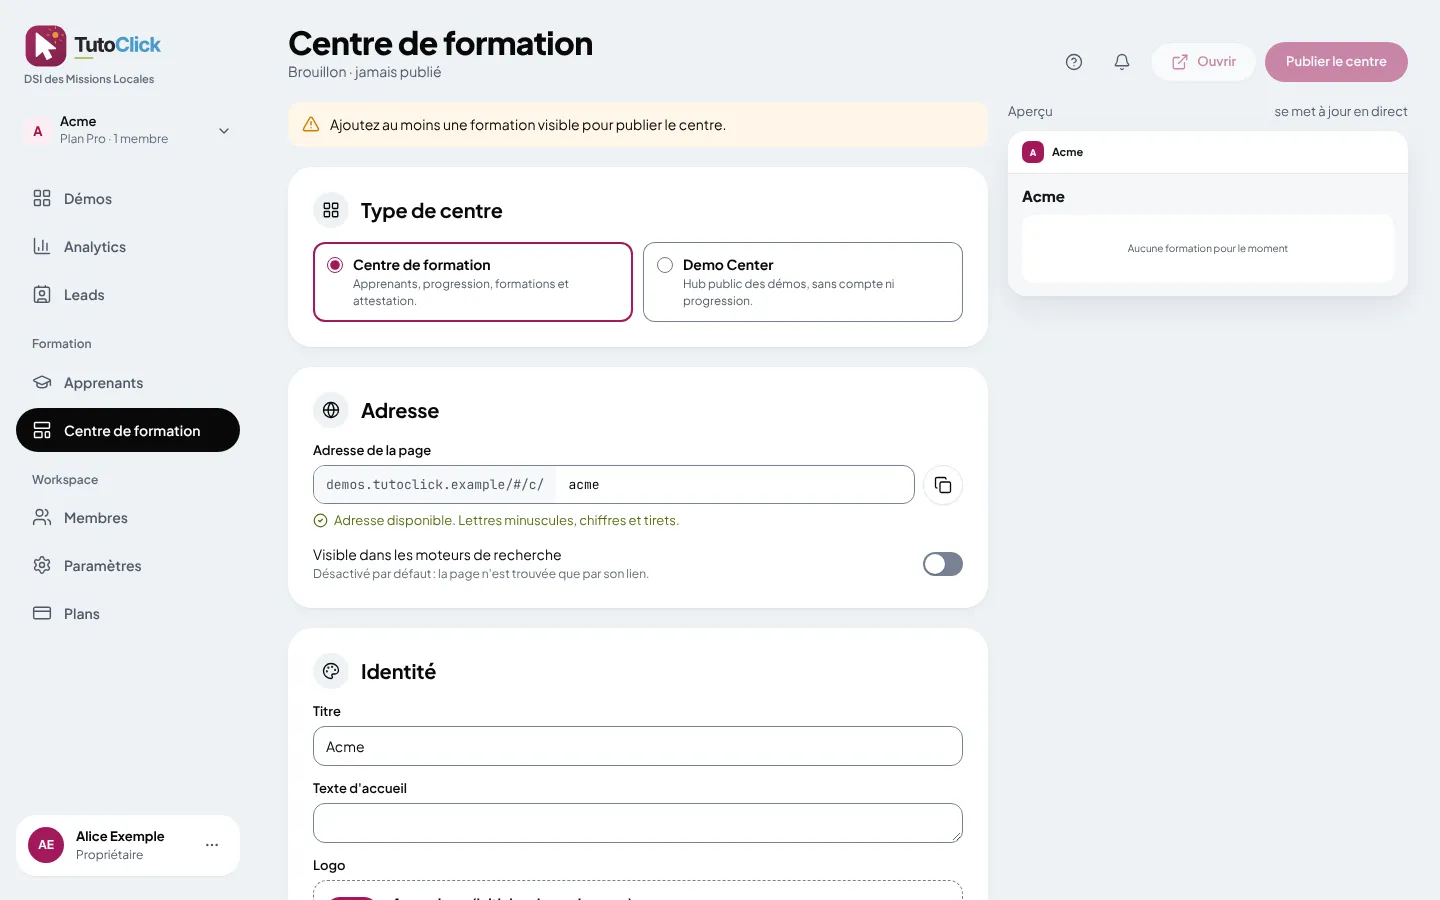 TutoClick
DSI des Missions Locales
A
Acme
Plan Pro · 1 membre
Démos
Analytics
Leads
Formation
Apprenants
Centre de formation
Workspace
Membres
Paramètres
Plans
AE
Alice Exemple
Propriétaire
Centre de formation
Brouillon · jamais publié
Ouvrir
Publier le centre
Ajoutez au moins une formation visible pour publier le centre.
Type de centre
Centre de formation
Apprenants, progression, formations et
attestation.
Demo Center
Hub public des démos, sans compte ni
progression.
Adresse
Adresse de la page
demos.tutoclick.example/#/c/ acme
Adresse disponible. Lettres minuscules, chiffres et tirets.
Visible dans les moteurs de recherche
Désactivé par défaut : la page n'est trouvée que par son lien.
Identité
Titre
Acme
Texte d'accueil
Logo
Aperçu
se met à jour en direct
A
Acme
Acme
Aucune formation pour le moment